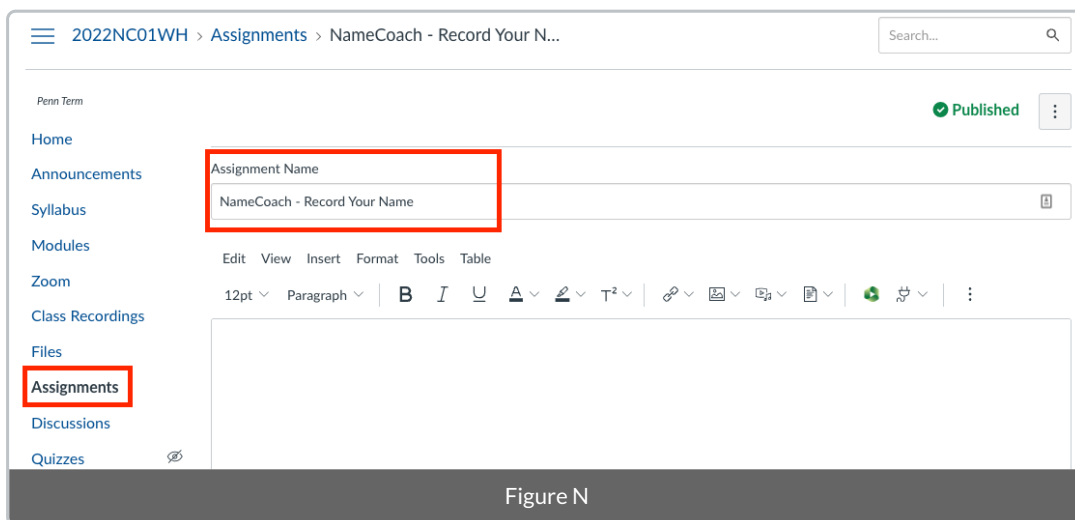 2022NC01WH > Assignments > NameCoach - Record Your N...
Search...
Penn Term
Published
Home
Announcements
Syllabus
Modules
Zoom
Class Recordings
Files
Assignments
Discussions
Quizzes
Assignment Name
NameCoach - Record Your Name
Edit View Insert Format Tools Table
12pt Paragraph B I U A T²
Figure N